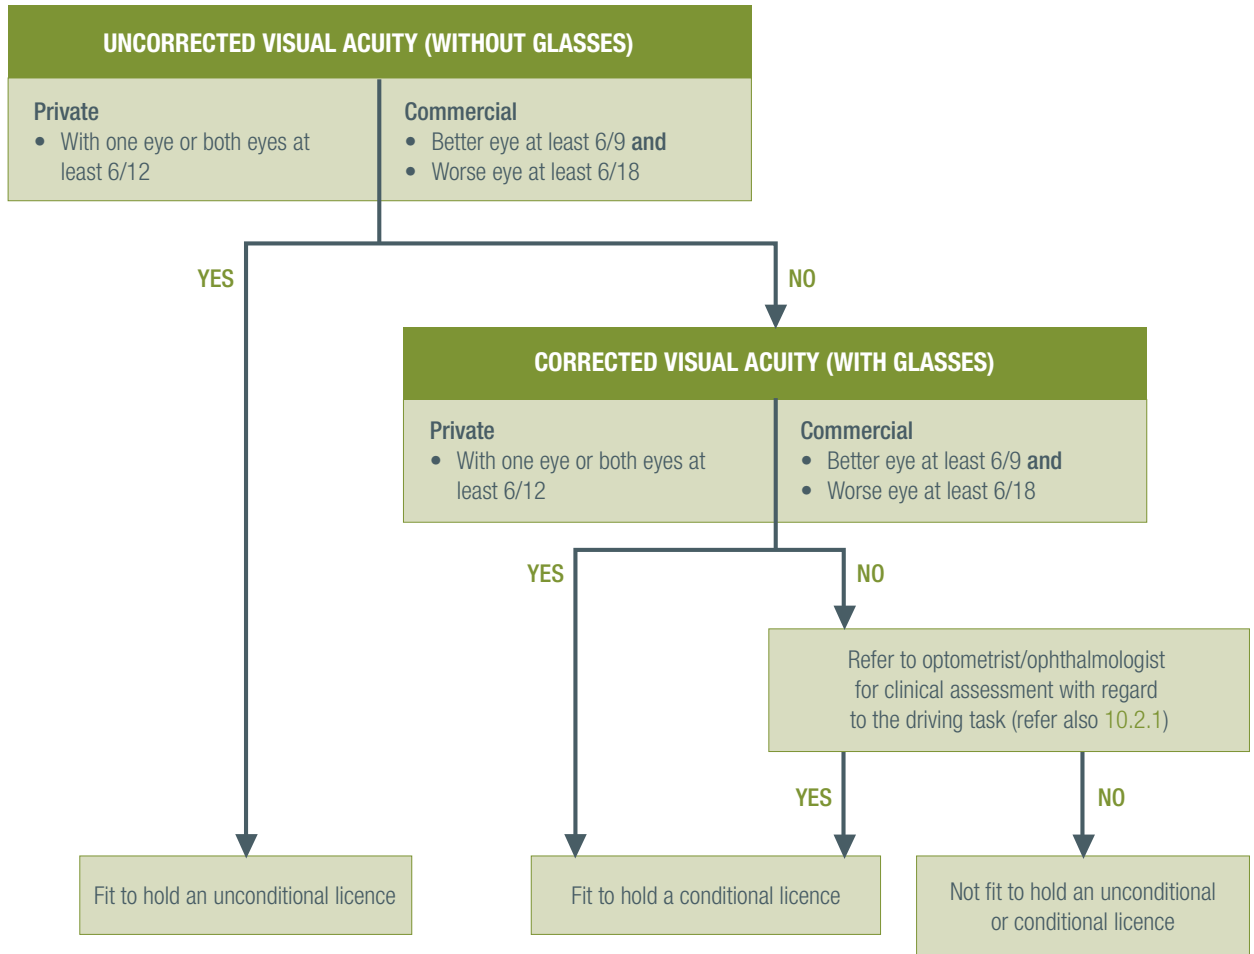 UNCORRECTED VISUAL ACUITY (WITHOUT GLASSES)
Private
• With one eye or both eyes at
least 6/12
Commercial
• Better eye at least 6/9 and
• Worse eye at least 6/18
YES
NO
CORRECTED VISUAL ACUITY (WITH GLASSES)
Private
• With one eye or both eyes at
least 6/12
Commercial
• Better eye at least 6/9 and
• Worse eye at least 6/18
YES
NO
Refer to optometrist/ophthalmologist
for clinical assessment with regard
to the driving task (refer also 10.2.1)
YES
NO
Fit to hold an unconditional licence
Fit to hold a conditional licence
Not fit to hold an unconditional
or conditional licence